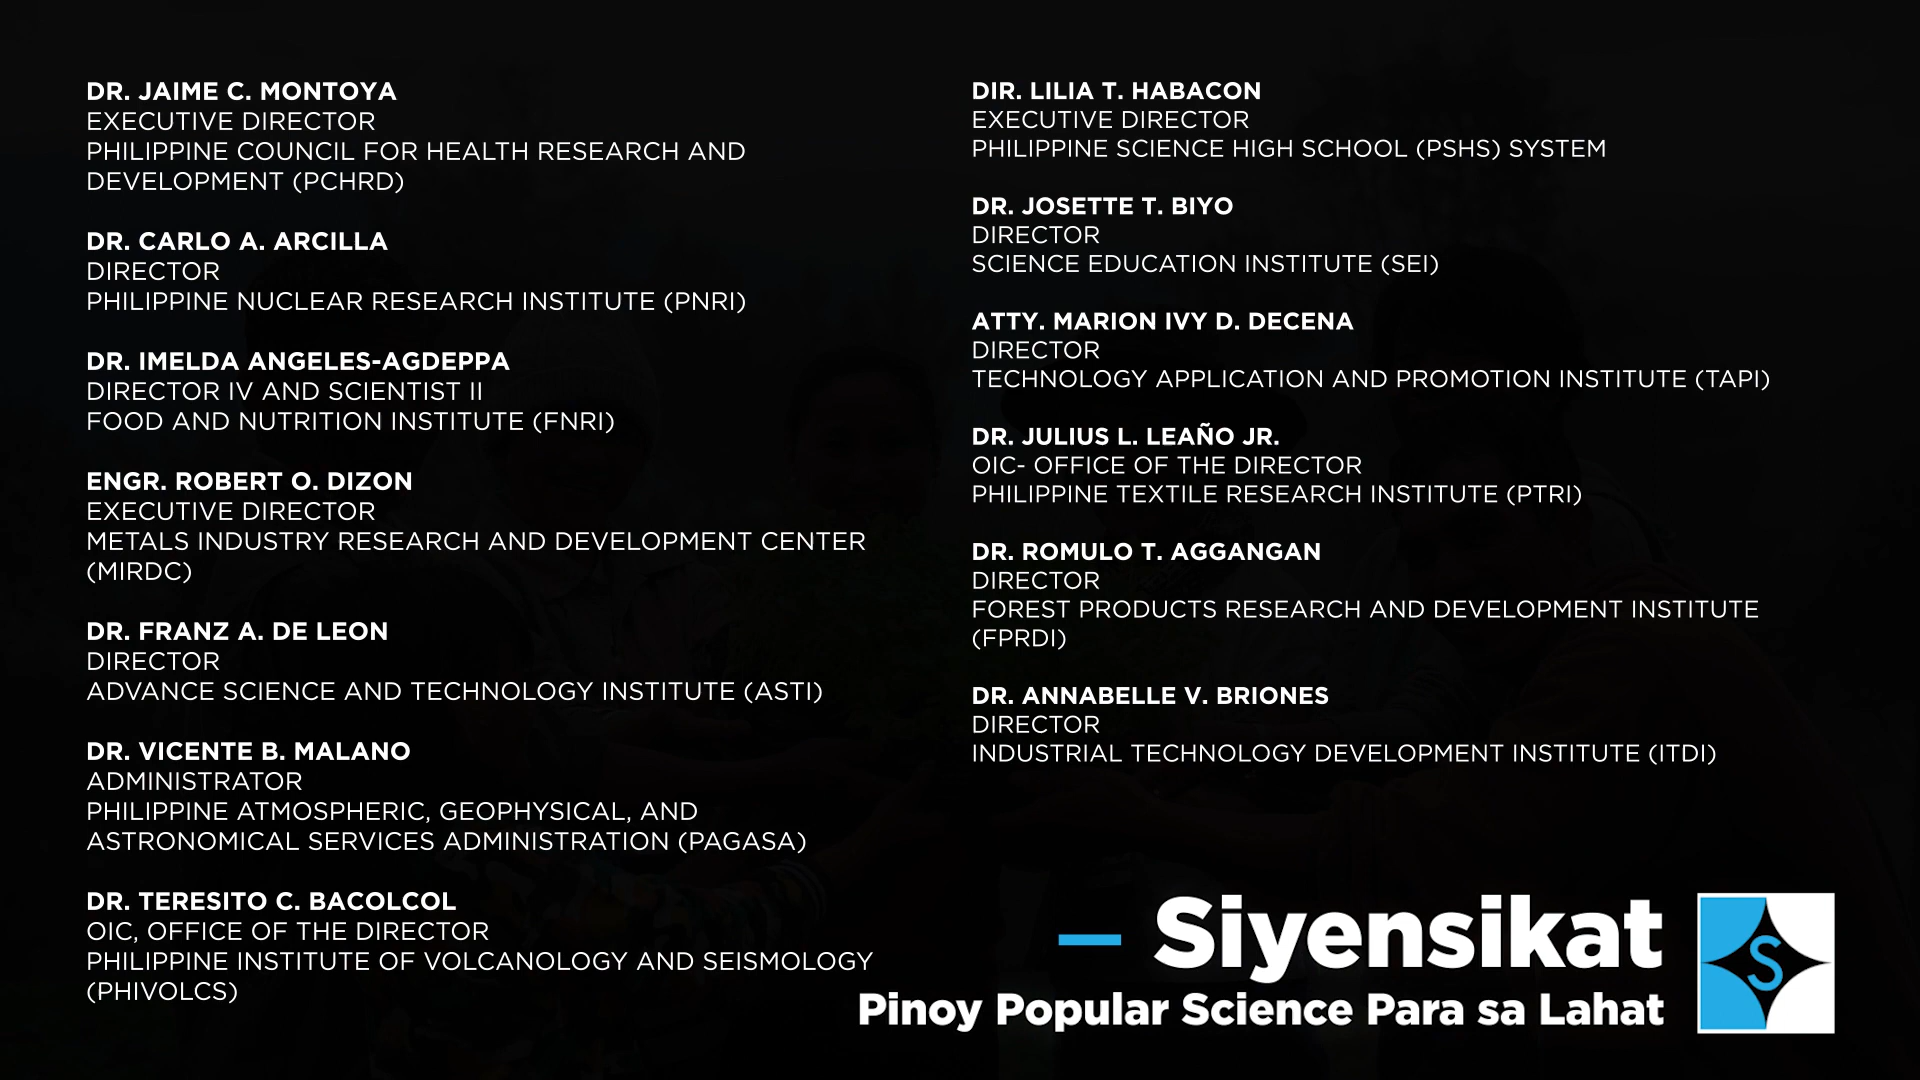 DR. JAIME C. MONTOYA
EXECUTIVE DIRECTOR
PHILIPPINE COUNCIL FOR HEALTH RESEARCH AND
DEVELOPMENT (PCHRD)
DR. CARLO A. ARCILLA
DIRECTOR
PHILIPPINE NUCLEAR RESEARCH INSTITUTE (PNRI)
DR. IMELDA ANGELES-AGDEPPA
DIRECTOR IV AND SCIENTIST II
FOOD AND NUTRITION INSTITUTE (FNRI)
ENGR. ROBERT O. DIZON
EXECUTIVE DIRECTOR
METALS INDUSTRY RESEARCH AND DEVELOPMENT CENTER
(MIRDC)
DR. FRANZ A. DE LEON
DIRECTOR
ADVANCE SCIENCE AND TECHNOLOGY INSTITUTE (ASTI)
DR. VICENTE B. MALANO
ADMINISTRATOR
PHILIPPINE ATMOSPHERIC, GEOPHYSICAL, AND
ASTRONOMICAL SERVICES ADMINISTRATION (PAGASA)
DR. TERESITO C. BACOLCOL
OIC, OFFICE OF THE DIRECTOR
PHILIPPINE INSTITUTE OF VOLCANOLOGY AND SEISMOLOGY
(PHIVOLCS)
DIR. LILIA T. HABACON
EXECUTIVE DIRECTOR
PHILIPPINE SCIENCE HIGH SCHOOL (PSHS) SYSTEM
DR. JOSETTE T. BIYO
DIRECTOR
SCIENCE EDUCATION INSTITUTE (SEI)
ATTY. MARION IVY D. DECENA
DIRECTOR
TECHNOLOGY APPLICATION AND PROMOTION INSTITUTE (TAPI)
DR. JULIUS L. LEAÑO JR.
OIC- OFFICE OF THE DIRECTOR
PHILIPPINE TEXTILE RESEARCH INSTITUTE (PTRI)
DR. ROMULO T. AGGANGAN
DIRECTOR
FOREST PRODUCTS RESEARCH AND DEVELOPMENT INSTITUTE
(FPRDI)
DR. ANNABELLE V. BRIONES
DIRECTOR
INDUSTRIAL TECHNOLOGY DEVELOPMENT INSTITUTE (ITDI)
– Siyensikat
Pinoy Popular Science Para sa Lahat
S